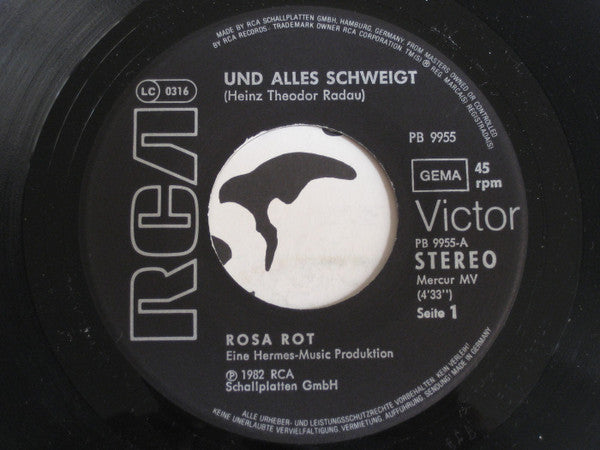 MADE BY RCA SCHALLPLATTEN GMBH, HAMBURG, GERMANY FROM MASTERS OWNED OR CONTROLLED
BY RCA RECORDS. TRADEMARK OWNER RCA CORPORATION. TM(S)® REG. MARCA(S) REGISTRADA(S)
RCA
LC 0316
UND ALLES SCHWEIGT
(Heinz Theodor Radau)
PB 9955
GEMA
45
rpm
Victor
PB 9955-A
STEREO
Mercur MV
(4'33'')
Seite 1
ROSA ROT
Eine Hermes-Music Produktion
℗ 1982 RCA
Schallplatten GmbH
ALLE URHEBER- UND LEISTUNGSSCHUTZRECHTE VORBEHALTEN KEIN VERLEIH!
KEINE UNERLAUBTE VERVIELFÄLTIGUNG, VERMIETUNG, AUFFÜHRUNG, SENDUNG!